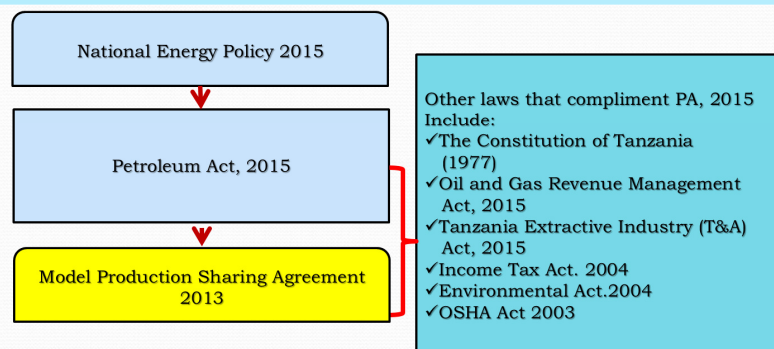 National Energy Policy 2015
Petroleum Act, 2015
Model Production Sharing Agreement
2013
Other laws that compliment PA, 2015
Include:
✓The Constitution of Tanzania
(1977)
✓Oil and Gas Revenue Management
Act, 2015
✓Tanzania Extractive Industry (T&A)
Act, 2015
✓Income Tax Act. 2004
✓Environmental Act.2004
✓OSHA Act 2003